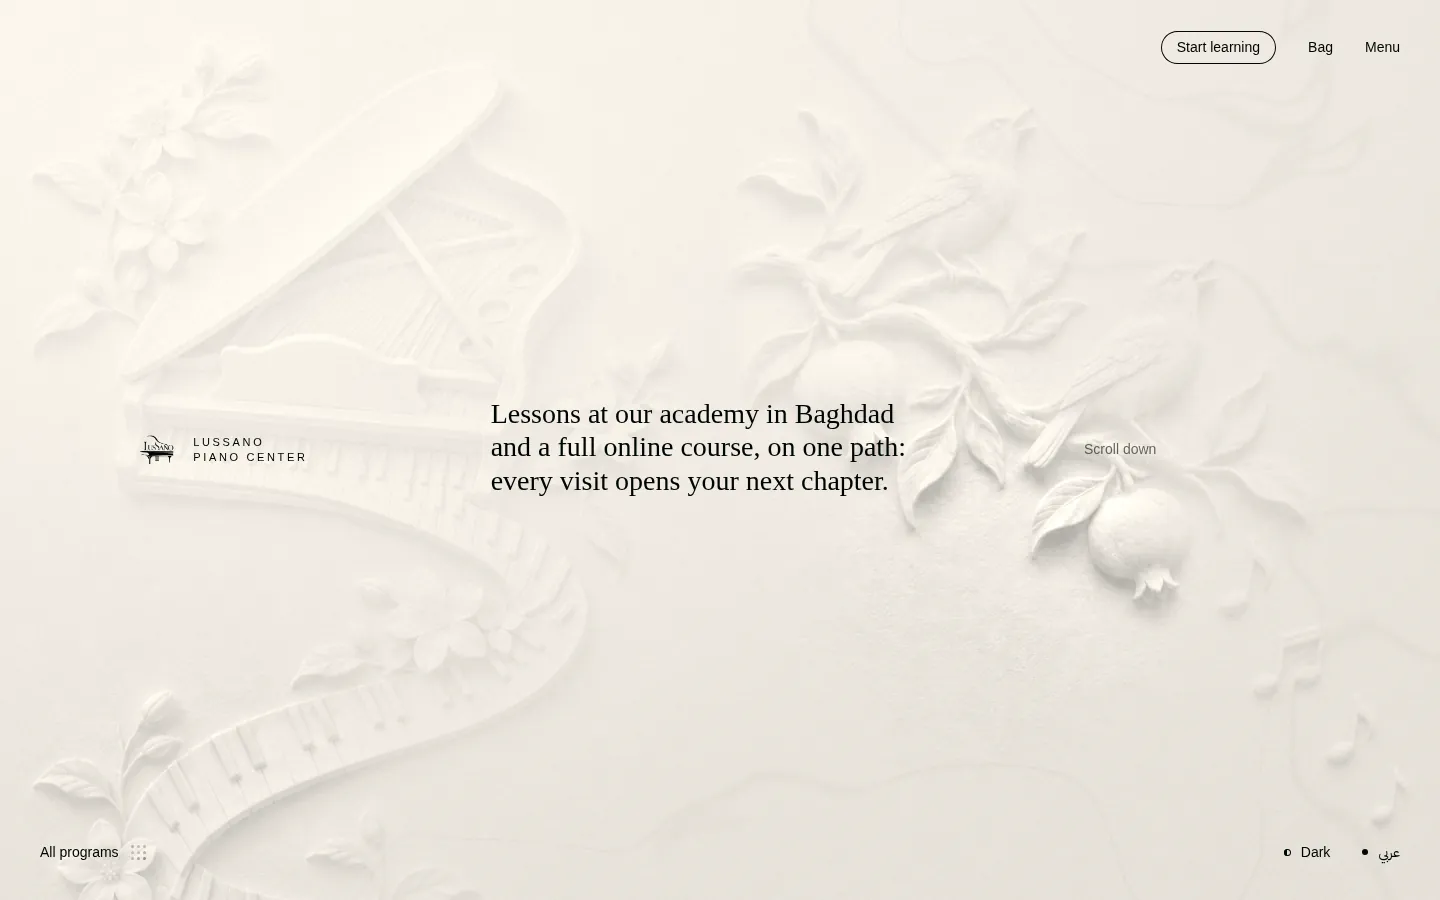 Start learning
Bag
Menu
LUSSANO
LUSSANO
PIANO CENTER
Lessons at our academy in Baghdad
and a full online course, on one path:
every visit opens your next chapter.
Scroll down
All programs
Dark
عربي